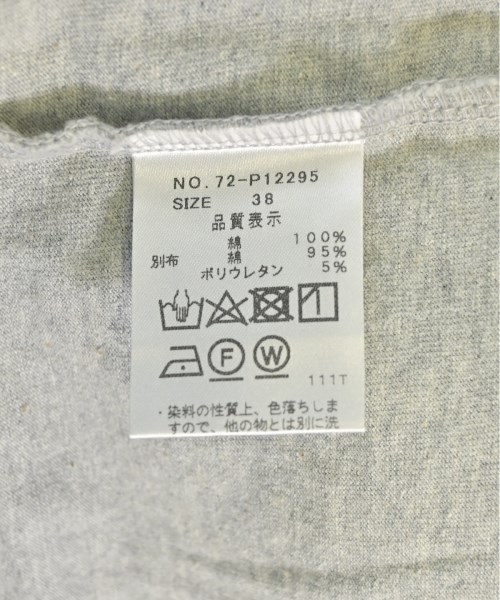 NO.72-P12295
SIZE 38
品質表示
綿 100%
別布 綿 95%
ポリウレタン 5%
F W
111T
・染料の性質上、色落ちしま
すので、他の物とは別に洗